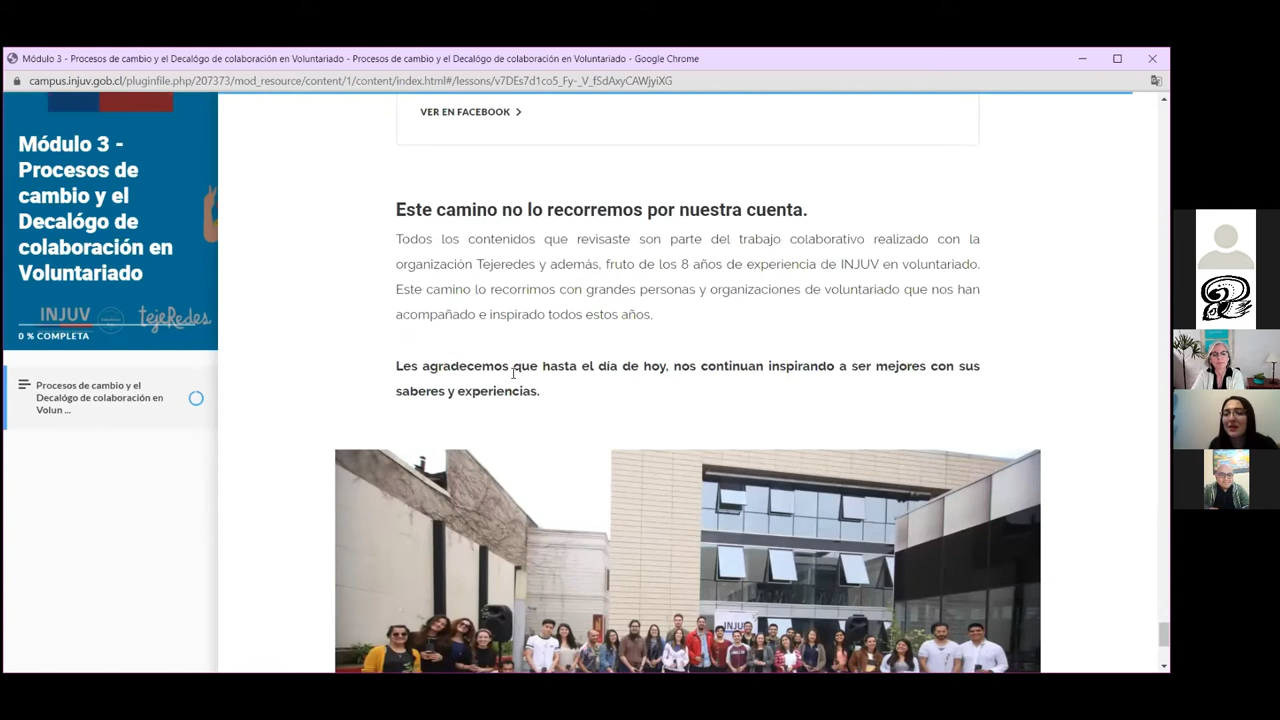 Módulo 3 - Procesos de cambio y el Decalógo de colaboración en Voluntariado - Procesos de cambio y el Decalógo de colaboración en Voluntariado - Google Chrome
campus.injuv.gob.cl/pluginfile.php/207373/mod_resource/content/1/content/index.html#/lessons/v7DEs7d1co5_Fy-_V_fSdAxyCAWjyiXG
Módulo 3 -
Procesos de
cambio y el
Decalógo de
colaboración en
Voluntariado
INJUV
tejeRedes
0 % COMPLETA
Procesos de cambio y el
Decálogo de colaboración en
Volun ...
VER EN FACEBOOK
Este camino no lo recorremos por nuestra cuenta.
Todos los contenidos que revisaste son parte del trabajo colaborativo realizado con la
organización Tejeredes y además, fruto de los 8 años de experiencia de INJUV en voluntariado.
Este camino lo recorrimos con grandes personas y organizaciones de voluntariado que nos han
acompañado e inspirado todos estos años,
Les agradecemos que hasta el día de hoy, nos continuan inspirando a ser mejores con sus
saberes y experiencias.
INJUV